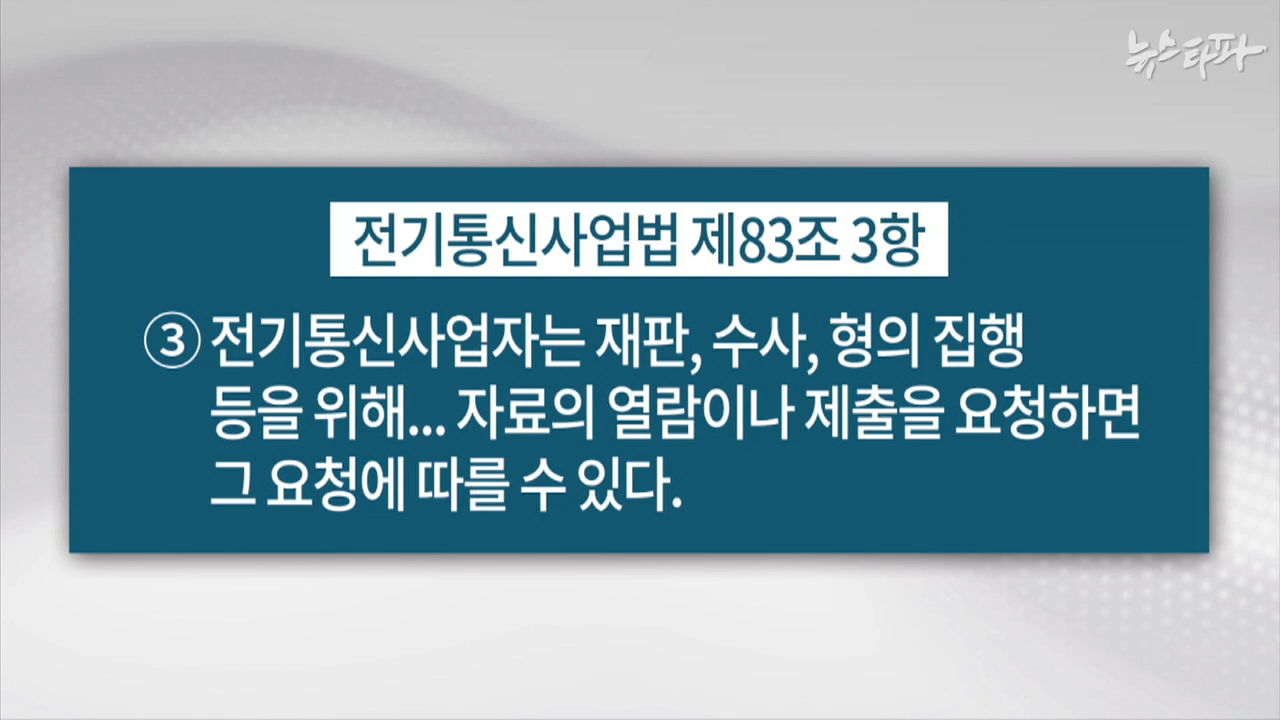 뉴스타파
전기통신사업법 제83조 3항
③ 전기통신사업자는 재판, 수사, 형의 집행
등을 위해... 자료의 열람이나 제출을 요청하면
그 요청에 따를 수 있다.